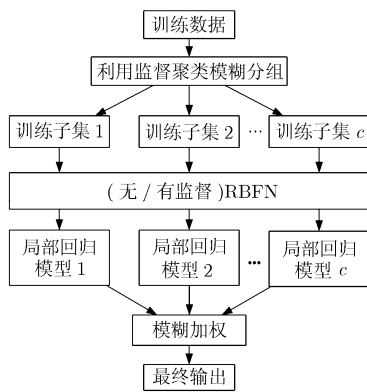 训练数据
利用监督聚类模糊分组
训练子集 1 训练子集 2 ··· 训练子集 c
(无/有监督)RBFN
局部回归 局部回归 局部回归
模型 1 模型 2 ··· 模型 c
模糊加权
最终输出